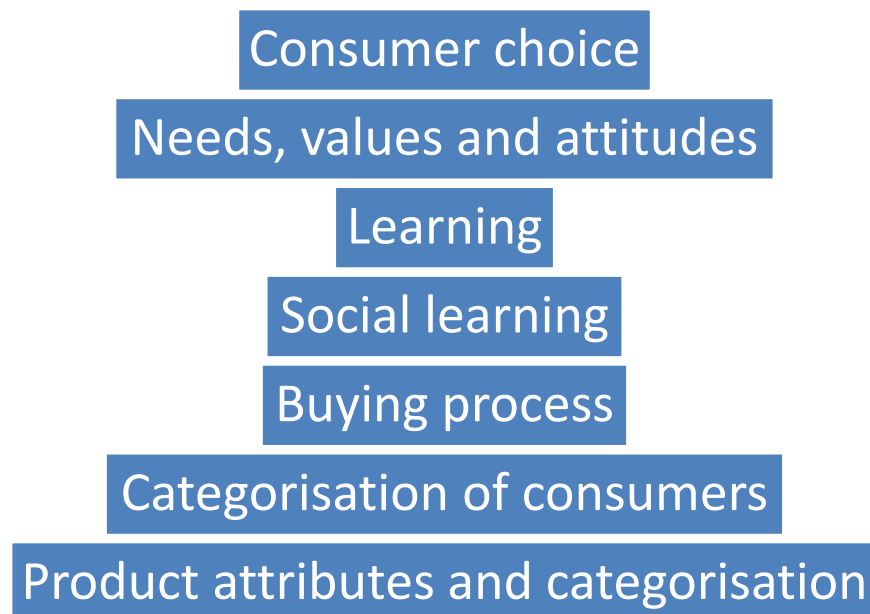 Consumer choice
Needs, values and attitudes
Learning
Social learning
Buying process
Categorisation of consumers
Product attributes and categorisation